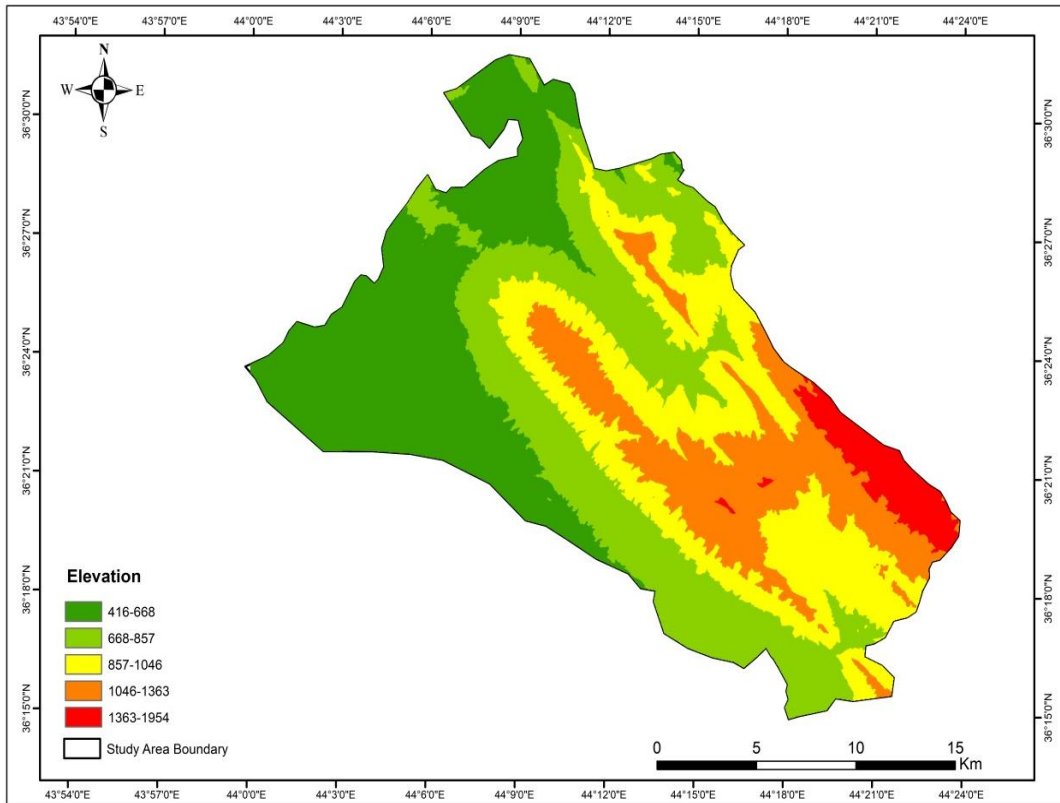 43°54'0"E 43°57'0"E 44°0'0"E 44°3'0"E 44°6'0"E 44°9'0"E 44°12'0"E 44°15'0"E 44°18'0"E 44°21'0"E 44°24'0"E
N
W E
S
36°30'0"N 36°30'0"N
36°27'0"N 36°27'0"N
36°24'0"N 36°24'0"N
36°21'0"N 36°21'0"N
36°18'0"N 36°18'0"N
36°15'0"N 36°15'0"N
Elevation
416-668
668-857
857-1046
1046-1363
1363-1954
Study Area Boundary
0 5 10 15
Km
43°54'0"E 43°57'0"E 44°0'0"E 44°3'0"E 44°6'0"E 44°9'0"E 44°12'0"E 44°15'0"E 44°18'0"E 44°21'0"E 44°24'0"E